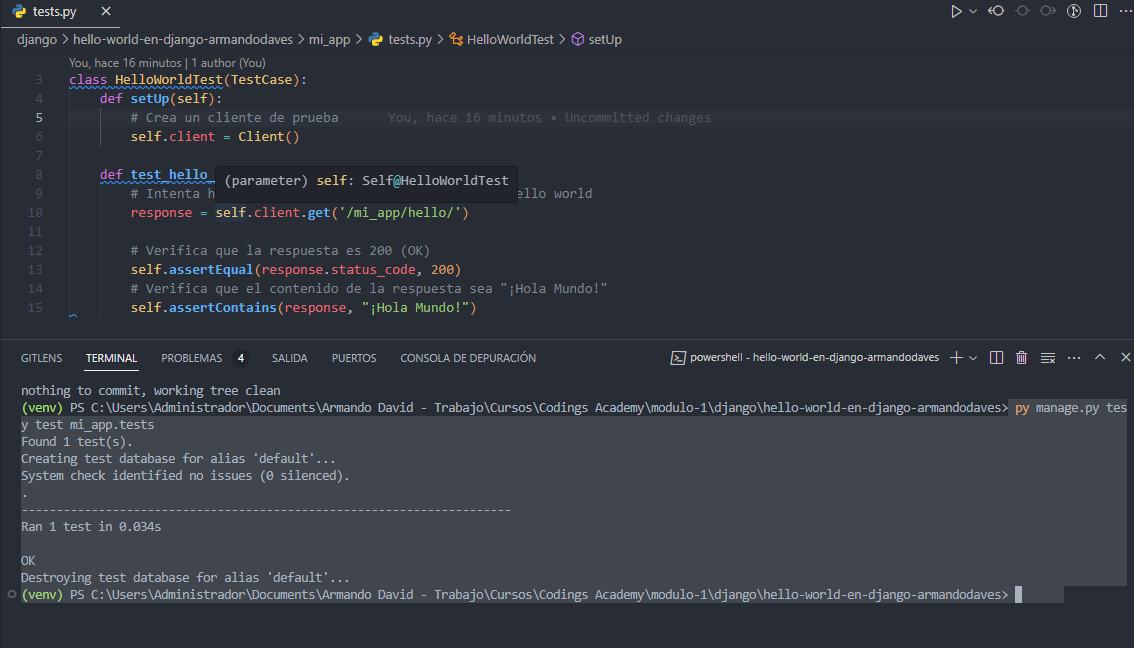 tests.py
django > hello-world-en-django-armandodaves > mi_app > tests.py > HelloWorldTest > setUp
You, hace 16 minutos | 1 author (You)
3 class HelloWorldTest(TestCase):
4 def setUp(self):
5 # Crea un cliente de prueba You, hace 16 minutos • Uncommitted changes
6 self.client = Client()
7
8 def test_hello_
(parameter) self: Self@HelloWorldTest
9 # Intenta h ello world
10 response = self.client.get('/mi_app/hello/')
11
12 # Verifica que la respuesta es 200 (OK)
13 self.assertEqual(response.status_code, 200)
14 # Verifica que el contenido de la respuesta sea "¡Hola Mundo!"
15 self.assertContains(response, "¡Hola Mundo!")
GITLENS TERMINAL PROBLEMAS 4 SALIDA PUERTOS CONSOLA DE DEPURACIÓN powershell - hello-world-en-django-armandodaves
nothing to commit, working tree clean
(venv) PS C:\Users\Administrador\Documents\Armando David - Trabajo\Cursos\Codings Academy\modulo-1\django\hello-world-en-django-armandodaves> py manage.py tes
y test mi_app.tests
Found 1 test(s).
Creating test database for alias 'default'...
System check identified no issues (0 silenced).
.
----------------------------------------------------------------------
Ran 1 test in 0.034s
OK
Destroying test database for alias 'default'...
(venv) PS C:\Users\Administrador\Documents\Armando David - Trabajo\Cursos\Codings Academy\modulo-1\django\hello-world-en-django-armandodaves>